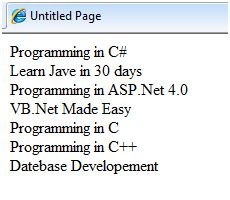 Untitled Page
Programming in C#
Learn Jave in 30 days
Programming in ASP.Net 4.0
VB.Net Made Easy
Programming in C
Programming in C++
Datebase Developement